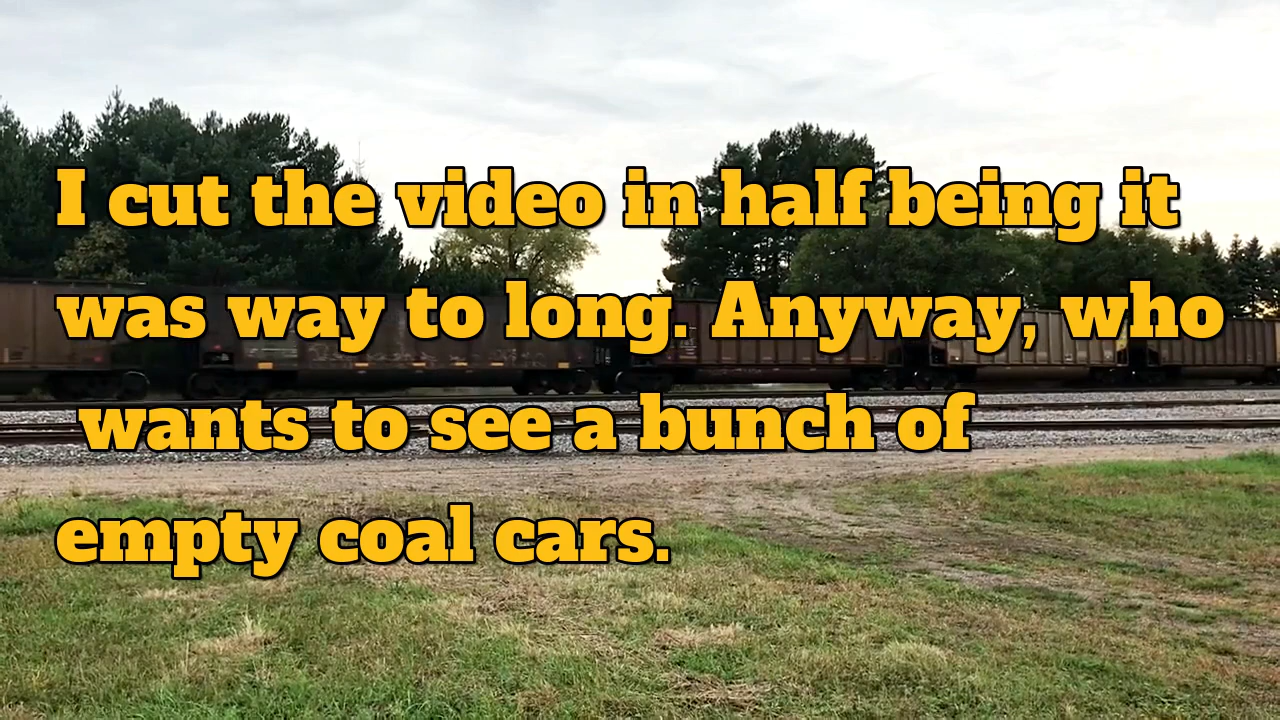 I cut the video in half being it
was way to long. Anyway, who
wants to see a bunch of
empty coal cars.